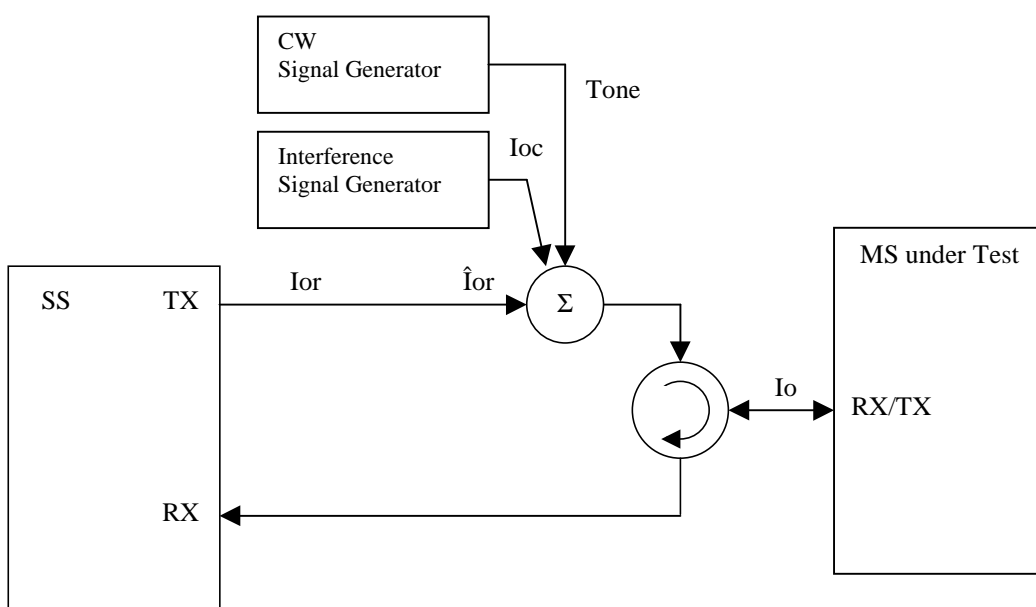 CW
Signal Generator
Tone
Interference
Signal Generator
Ioc
MS under Test
SS
TX
Ior
Îor
Σ
Io
RX/TX
RX